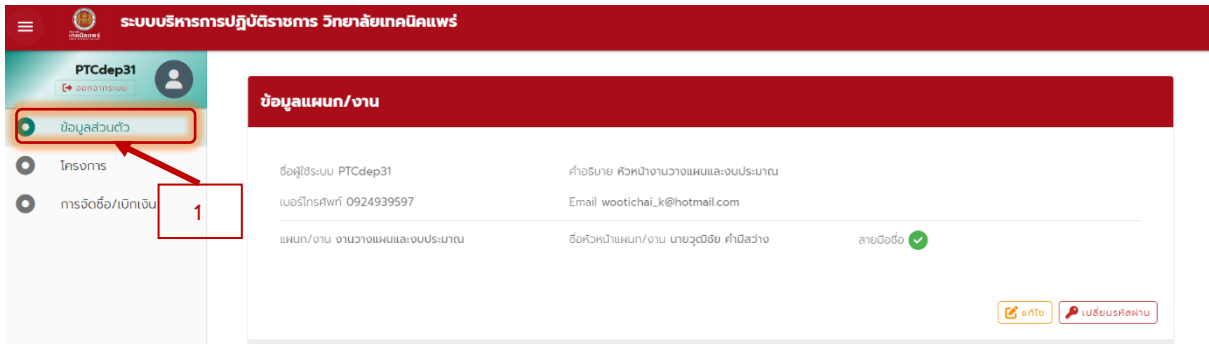 ระบบบริหารการปฏิบัติราชการ วิทยาลัยเทคนิคแพร่
PTCdep31
ออกจากระบบ
ข้อมูลส่วนตัว
โครงการ
การจัดซื้อ/เบิกเงิน
1
ข้อมูลแผนก/งาน
ชื่อผู้ใช้ระบบ PTCdep31 คำอธิบาย หัวหน้างานวางแผนและงบประมาณ
เบอร์โทรศัพท์ 0924939597 Email wootichai_k@hotmail.com
แผนก/งาน งานวางแผนและงบประมาณ ชื่อหัวหน้าแผนก/งาน นายวุฒิชัย คำมีสว่าง ลายมือชื่อ
แก้ไข เปลี่ยนรหัสผ่าน